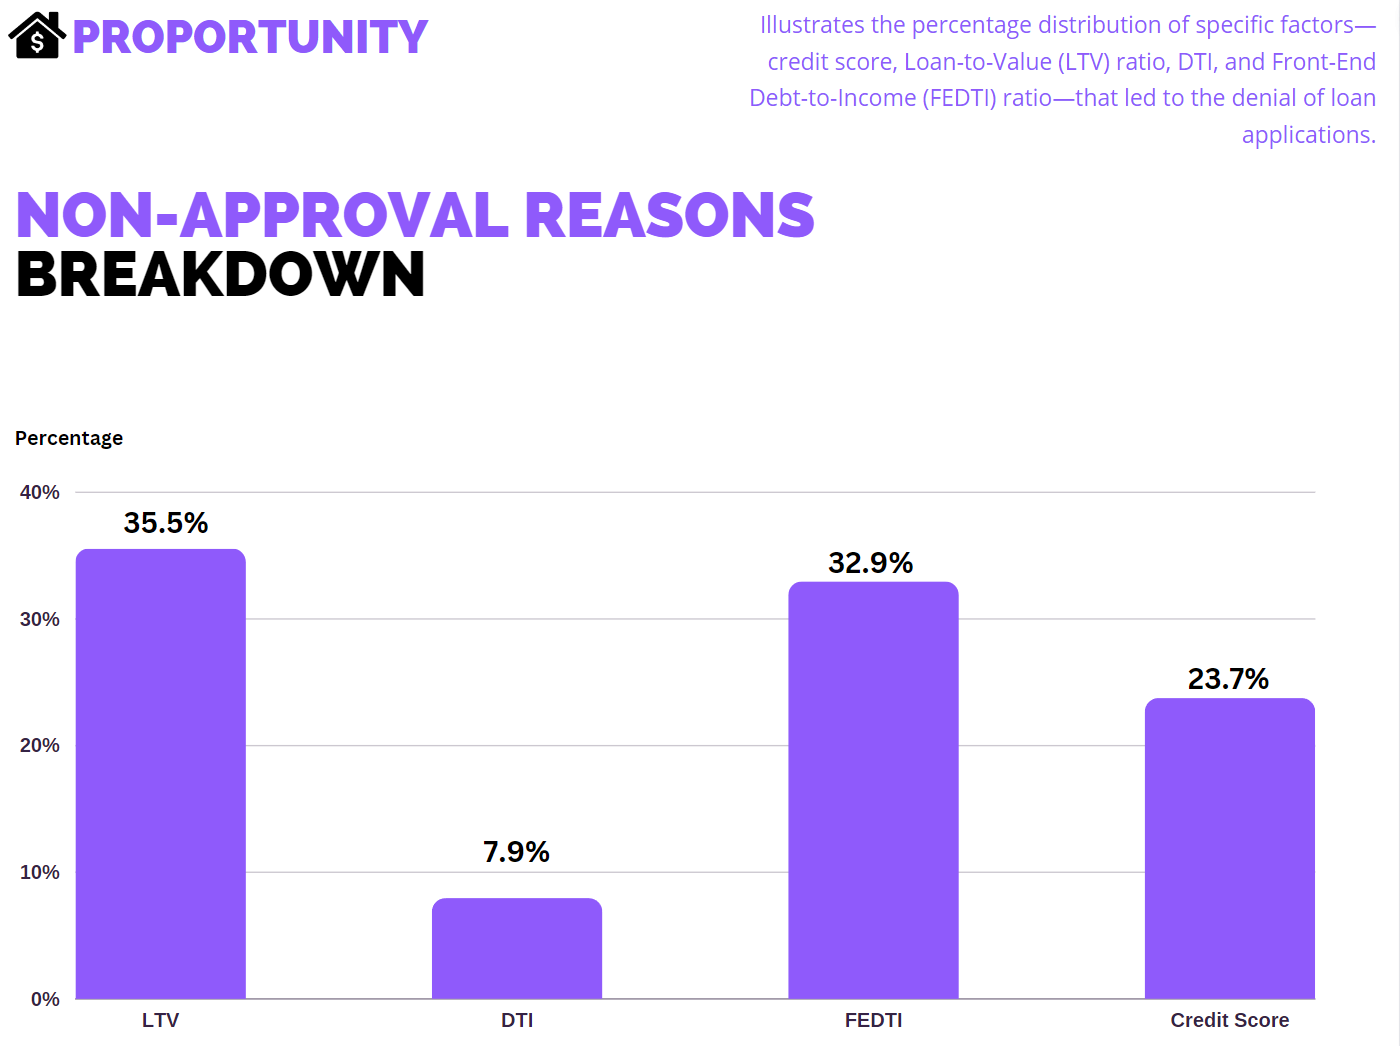 PROPORTUNITY
Illustrates the percentage distribution of specific factors—
credit score, Loan-to-Value (LTV) ratio, DTI, and Front-End
Debt-to-Income (FEDTI) ratio—that led to the denial of loan
applications.
NON-APPROVAL REASONS
BREAKDOWN
Percentage
40%
35.5%
32.9%
30%
23.7%
20%
7.9%
10%
0%
LTV DTI FEDTI Credit Score